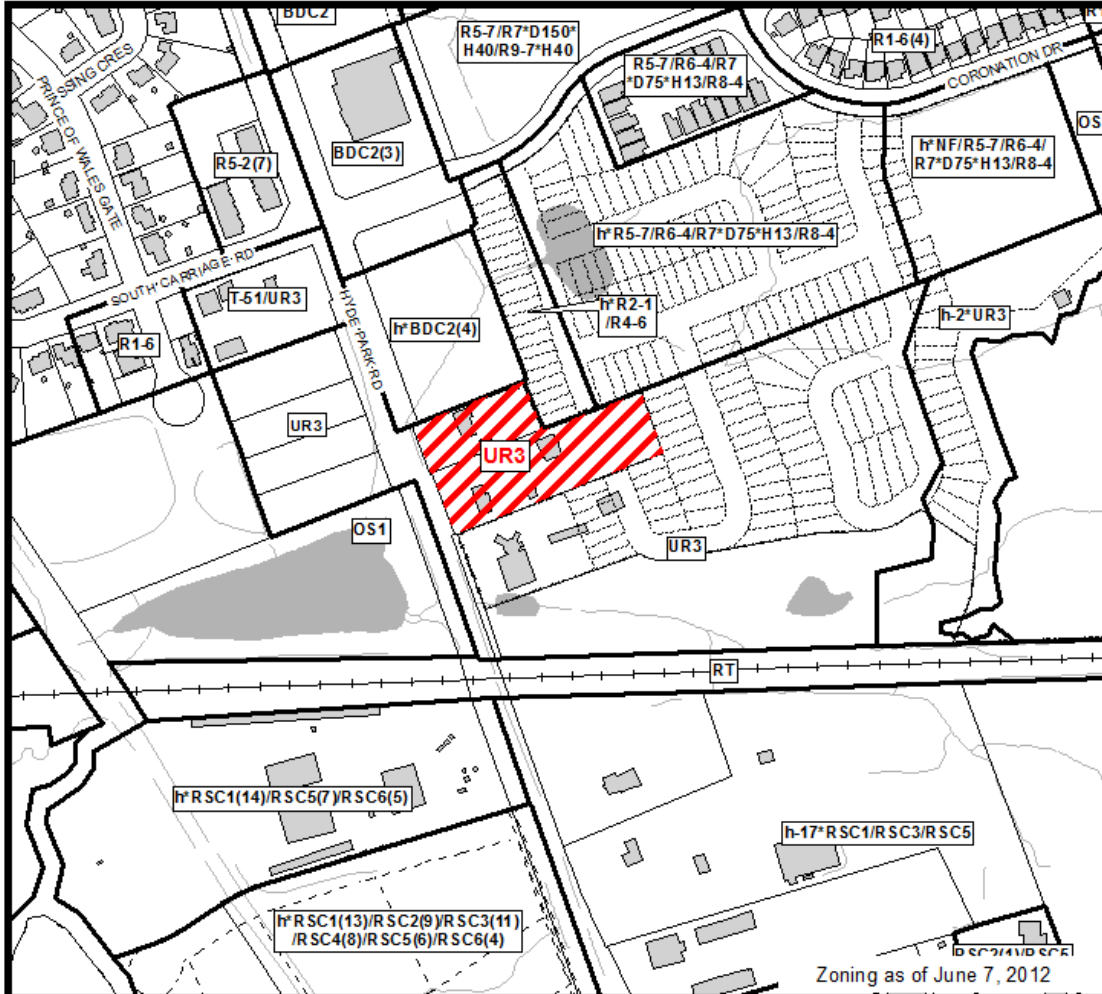 BDC2
R5-7/R7*D150*
H40/R9-7*H40
R1-6(4)
R5-7/R6-4/R7
*D75*H13/R8-4
CORONATION DR
OS
SSING CRES
PRINCE OF WALES GATE
BDC2(3)
R5-2(7)
h*NF/R5-7/R6-4/
R7*D75*H13/R8-4
h*R5-7/R6-4/R7*D75*H13/R8-4
SOUTH CARRIAGE RD
T-51/UR3
HYDE PARK RD
h*R2-1
/R4-6
h-2*UR3
R1-6
h*BDC2(4)
UR3
UR3
OS1
UR3
RT
h*RSC1(14)/RSC5(7)/RSC6(5)
h-17*RSC1/RSC3/RSC5
h*RSC1(13)/RSC2(9)/RSC3(11)
/RSC4(8)/RSC5(6)/RSC6(4)
RSC2(1)/RSC5
Zoning as of June 7, 2012